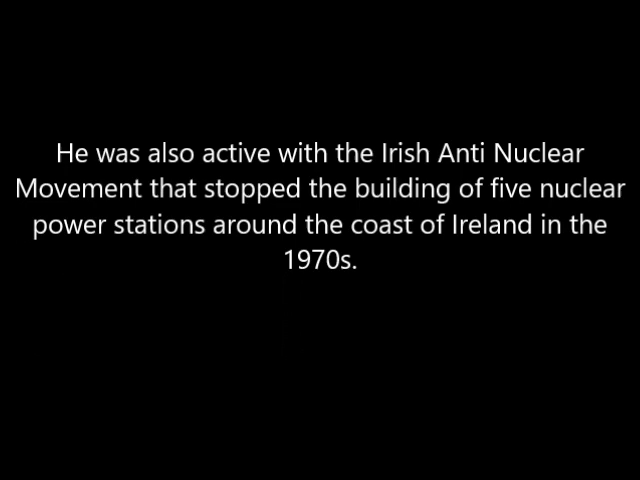 He was also active with the Irish Anti Nuclear
Movement that stopped the building of five nuclear
power stations around the coast of Ireland in the
1970s.